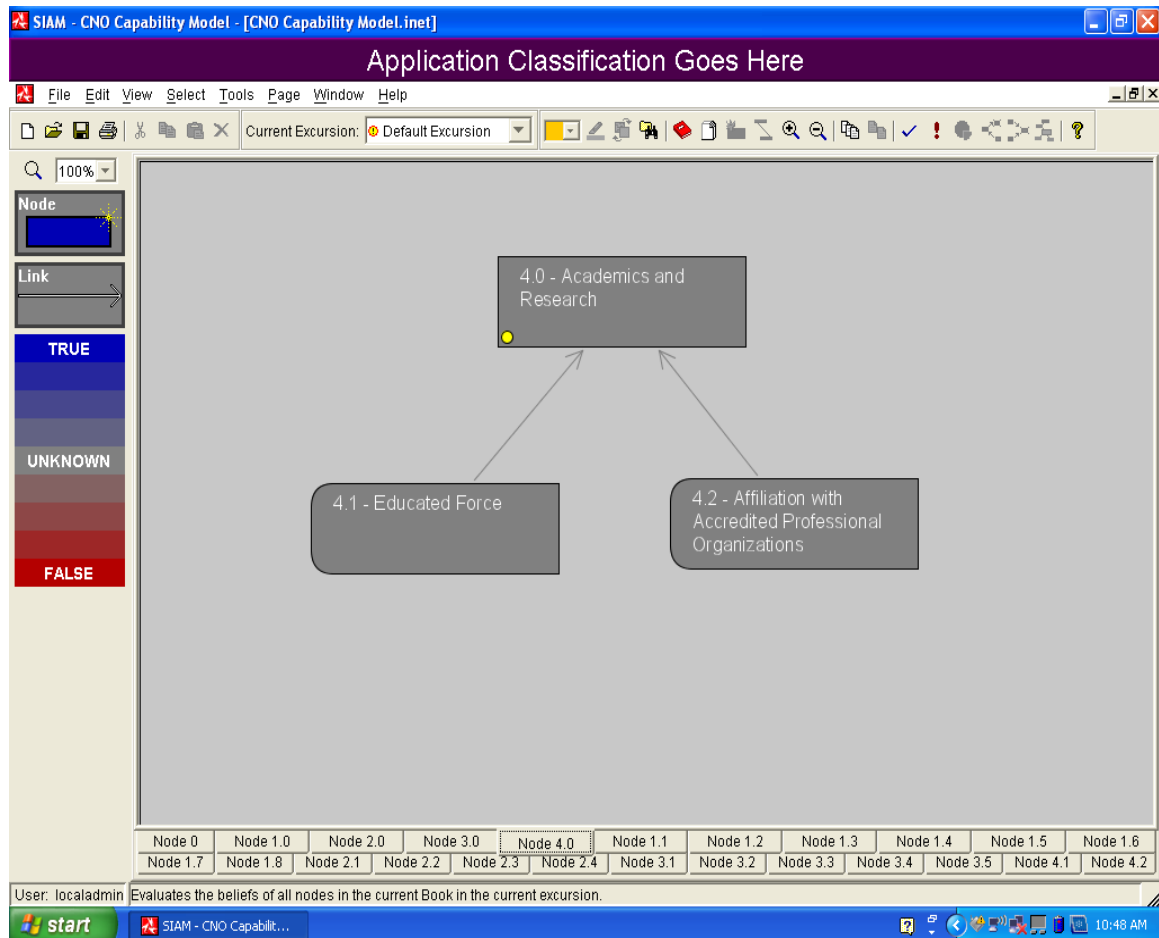 SIAM - CNO Capability Model - [CNO Capability Model.inet]
Application Classification Goes Here
File Edit View Select Tools Page Window Help
Current Excursion: Default Excursion
100%
Node
Link
TRUE
UNKNOWN
FALSE
4.0 - Academics and
Research
4.1 - Educated Force
4.2 - Affiliation with
Accredited Professional
Organizations
Node 0 Node 1.0 Node 2.0 Node 3.0 Node 4.0 Node 1.1 Node 1.2 Node 1.3 Node 1.4 Node 1.5 Node 1.6
Node 1.7 Node 1.8 Node 2.1 Node 2.2 Node 2.3 Node 2.4 Node 3.1 Node 3.2 Node 3.3 Node 3.4 Node 3.5 Node 4.1 Node 4.2
User: localadmin Evaluates the beliefs of all nodes in the current Book in the current excursion.
start SIAM - CNO Capabilit... 10:48 AM